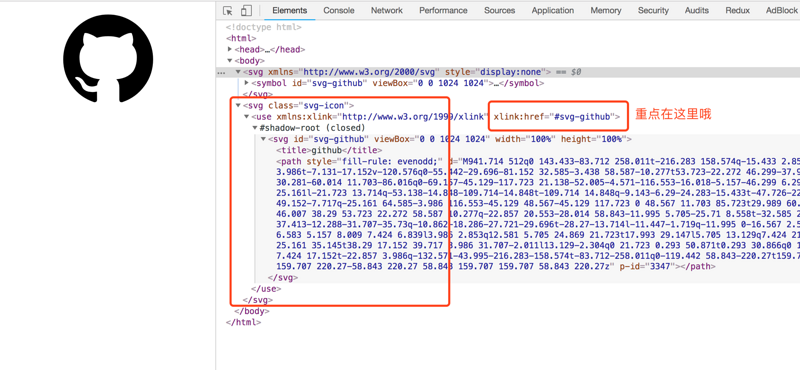 Elements Console Network Performance Sources Application Memory Security Audits Redux AdBlock
<!doctype html>
<html>
<head>…</head>
<body>
<svg xmlns="http://www.w3.org/2000/svg" style="display:none"> == $0
<symbol id="svg-github" viewBox="0 0 1024 1024">…</symbol>
</svg>
<svg class="svg-icon">
<use xmlns:xlink="http://www.w3.org/1999/xlink" xlink:href="#svg-github"> 重点在这里哦
#shadow-root (closed)
<svg id="svg-github" viewBox="0 0 1024 1024" width="100%" height="100%">
<title>github</title>
<path style="fill-rule: evenodd;" d="M941.714 512q0 143.433-83.712 258.011t-216.283 158.574q-15.433 2.85
3.986t-7.131-17.152v-120.576q0-55.442-29.696-81.152 32.585-3.438 58.587-10.277t53.723-22.272 46.299-37.9
30.281-60.014 11.703-86.016q0-69.157-45.129-117.723 21.138-52.005-4.571-116.553-16.018-5.157-46.299 6.29
25.161l-21.723 13.714q-53.138-14.848-109.714-14.848t-109.714 14.848q-9.143-6.29-24.283-15.433t-47.726-22
49.152-7.717q-25.161 64.585-3.986 116.553-45.129 48.567-45.129 117.723 0 48.567 11.703 85.723t29.989 60.
46.007 38.29 53.723 22.272 58.587 10.277q-22.857 20.553-28.014 58.843-11.995 5.705-25.71 8.558t-32.585 2
37.413-12.288-31.707-35.73q-10.862-18.286-27.721-29.696t-28.27-13.714l-11.447-1.719q-11.995 0-16.567 2.5
6.583 5.157 8.009 7.424 6.839l3.986 2.853q12.581 5.705 24.869 21.723t17.993 29.147l5.705 13.129q7.424 21
25.161 35.145t38.29 17.152 39.717 3.986 31.707-2.011l13.129-2.304q0 21.723 0.293 50.871t0.293 30.866q0 1
7.424 17.152t-22.857 3.986q-132.571-43.995-216.283-158.574t-83.712-258.011q0-119.442 58.843-220.27t159.7
159.707 220.27-58.843 220.27 58.843 159.707 159.707 58.843 220.27z" p-id="3347"></path>
</svg>
</use>
</svg>
</body>
</html>